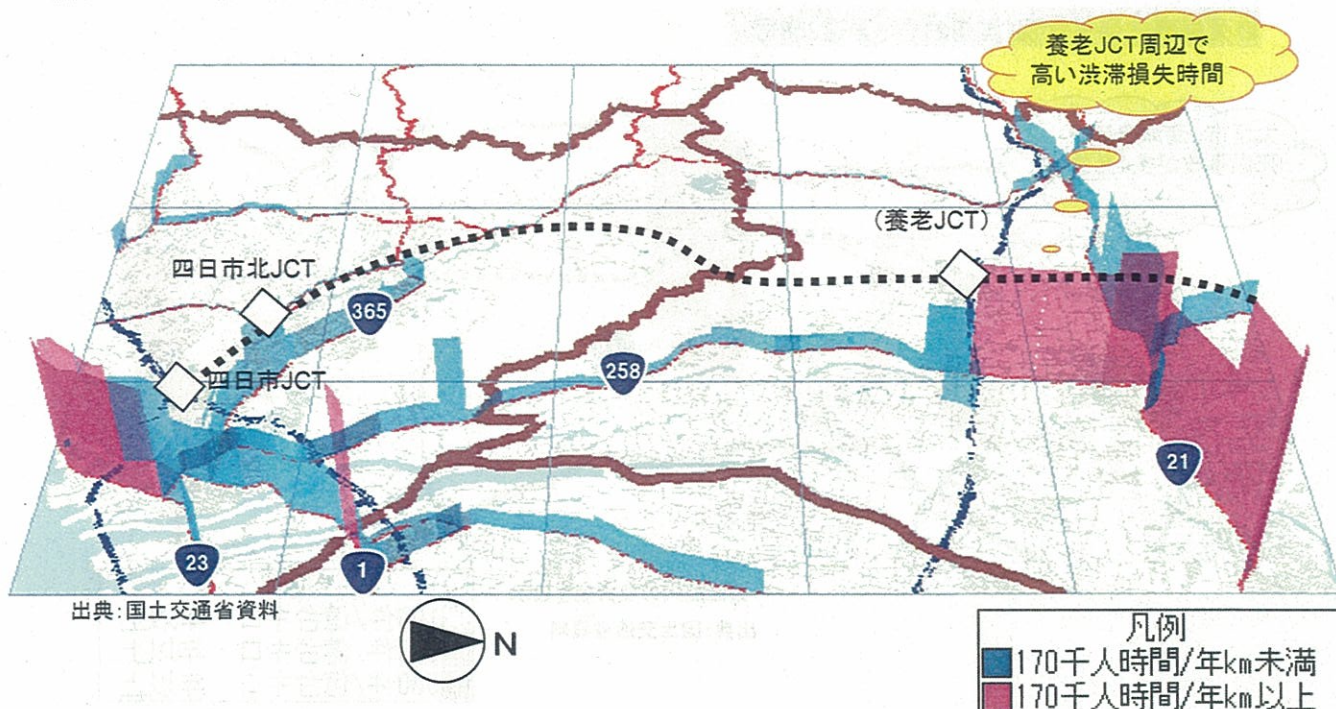 養老JCT周辺で
高い渋滞損失時間
(養老JCT)
四日市北JCT
365
四日市JCT
258
21
23
1
出典:国土交通省資料
N
凡例
170千人時間/年km未満
170千人時間/年km以上